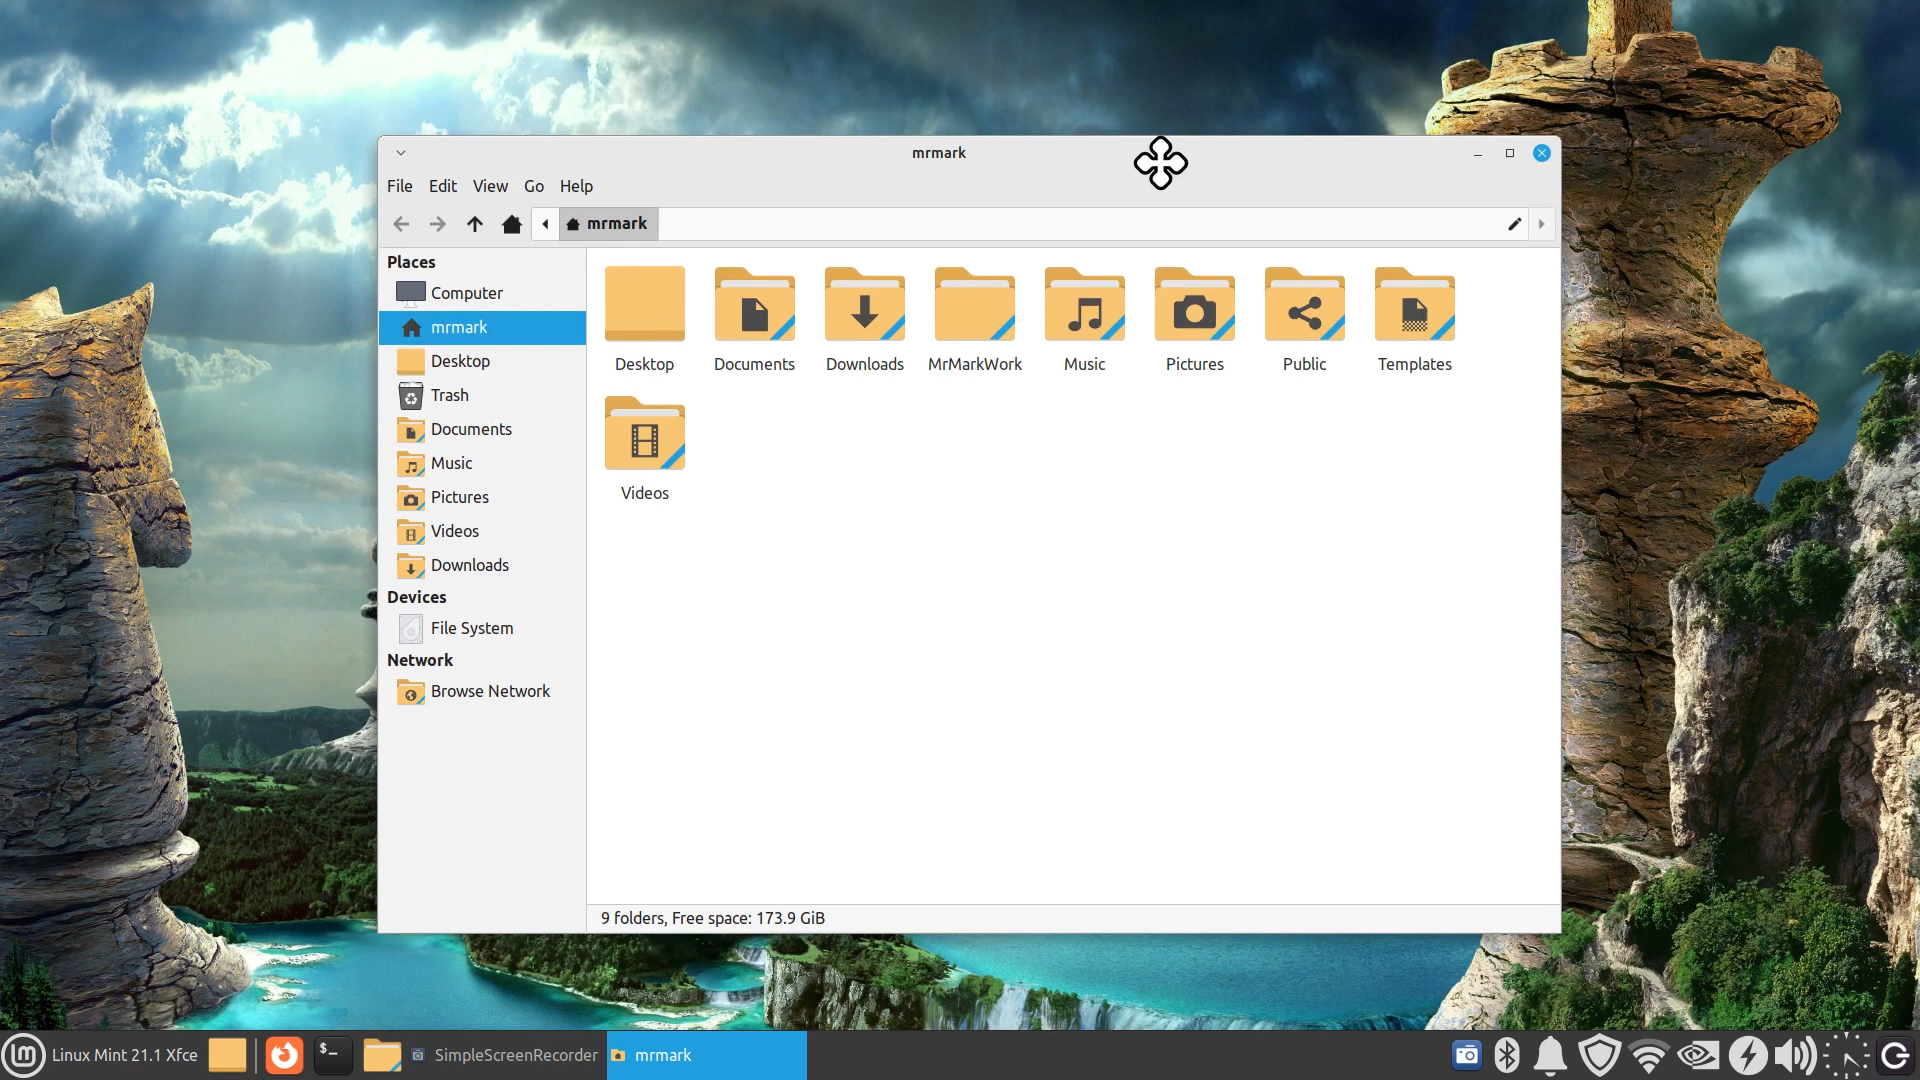 mrmark
File Edit View Go Help
mrmark
Places
Computer
mrmark
Desktop
Trash
Documents
Music
Pictures
Videos
Downloads
Devices
File System
Network
Browse Network
Desktop Documents Downloads MrMarkWork Music Pictures Public Templates
Videos
9 folders, Free space: 173.9 GiB
Linux Mint 21.1 Xfce $_ SimpleScreenRecorder mrmark